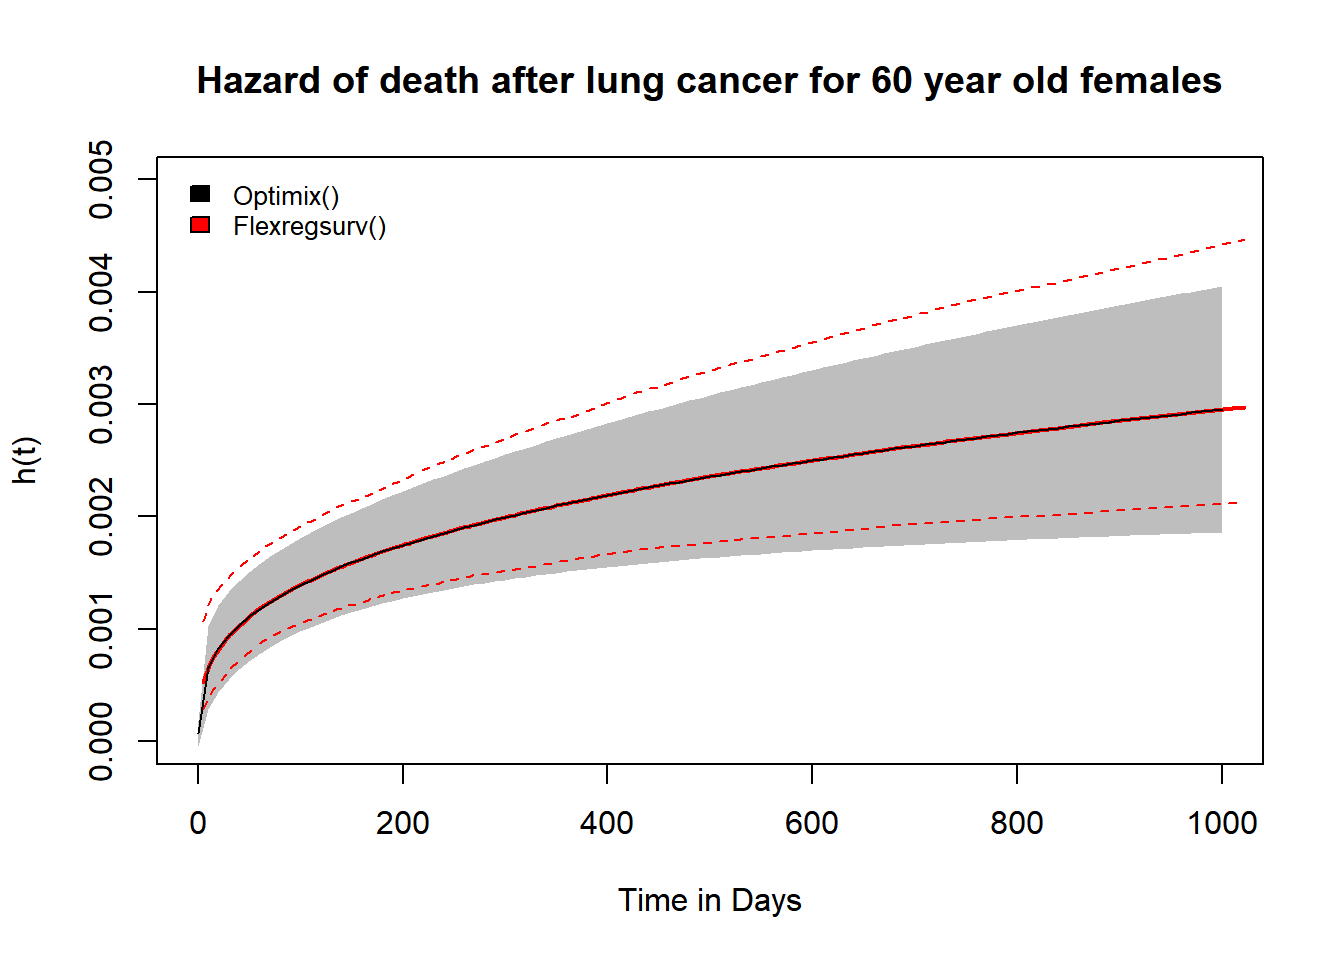 Hazard of death after lung cancer for 60 year old females
Optimix()
Flexregsurv()
h(t)
0.005
0.004
0.003
0.002
0.001
0.000
0 200 400 600 800 1000
Time in Days